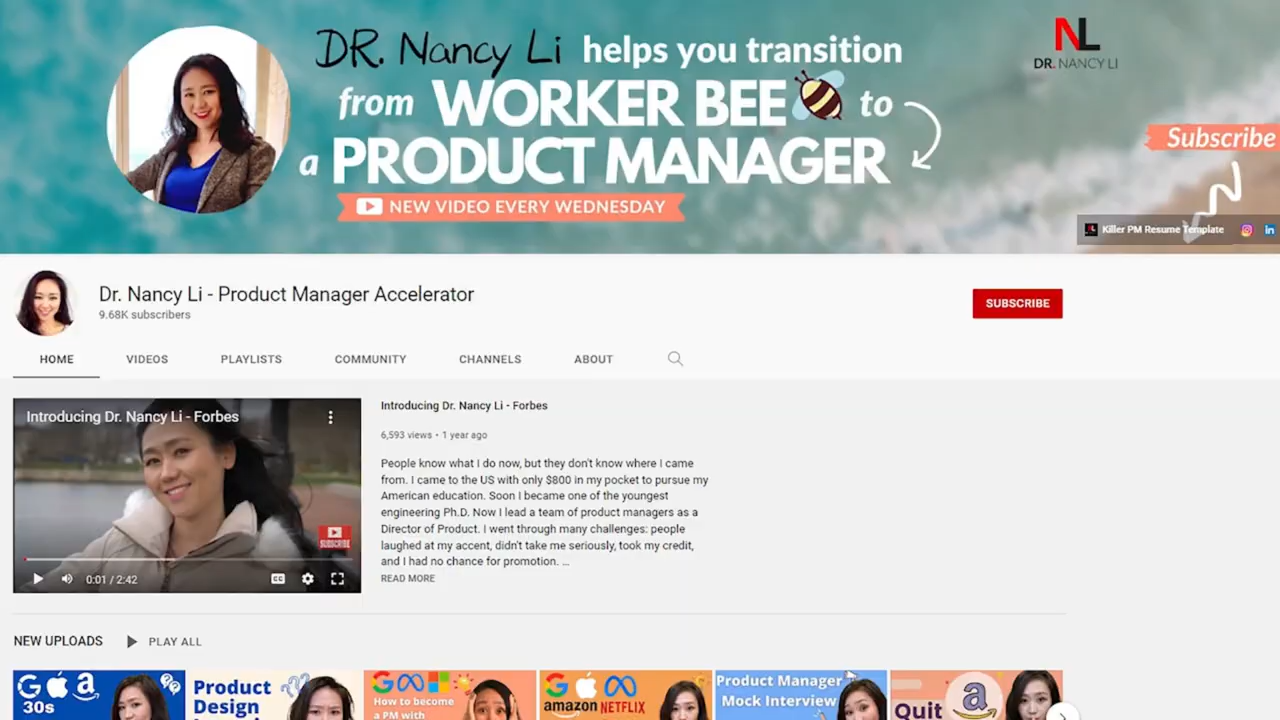 DR. Nancy Li helps you transition
from WORKER BEE to
a PRODUCT MANAGER
NEW VIDEO EVERY WEDNESDAY
NL
DR. NANCY LI
Subscribe
Killer PM Resume Template
Dr. Nancy Li - Product Manager Accelerator
9.68K subscribers
SUBSCRIBE
HOME VIDEOS PLAYLISTS COMMUNITY CHANNELS ABOUT
Introducing Dr. Nancy Li - Forbes
SUBSCRIBE
0:01 / 2:42
CC
Introducing Dr. Nancy Li - Forbes
6,593 views • 1 year ago
People know what I do now, but they don't know where I came
from. I came to the US with only $800 in my pocket to pursue my
American education. Soon I became one of the youngest
engineering Ph.D. Now I lead a team of product managers as a
Director of Product. I went through many challenges: people
laughed at my accent, didn't take me seriously, took my credit,
and I had no chance for promotion. ...
READ MORE
NEW UPLOADS PLAY ALL
30s
Product
Design
How to become
a PM with
amazon NETFLIX
Product Manager
Mock Interview
Quit